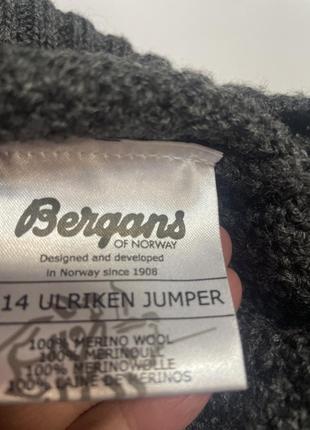 Bergans
OF NORWAY
Designed and developed
in Norway since 1908
14 ULRIKEN JUMPER
100% MERINO WOOL
100% MERINOULL
100% MERINOWOLLE
100% LAINE DE MERINOS